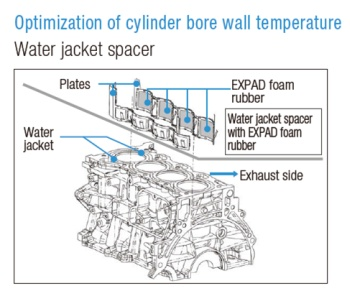 Optimization of cylinder bore wall temperature
Water jacket spacer
Plates
EXPAD foam
rubber
Water jacket spacer
with EXPAD foam
rubber
Water
jacket
Exhaust side